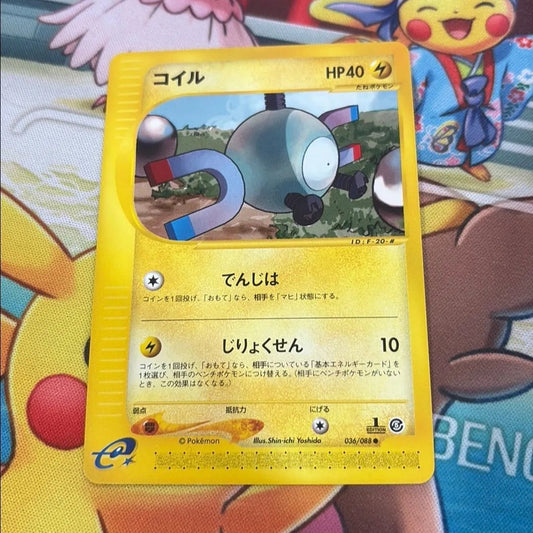 コイル
HP40
たねポケモン
ID:F-20-#
でんじは
コインを1回投げ、「おもて」なら、相手を「マヒ」状態にする。
じりょくせん 10
コインを1回投げ、「おもて」なら、相手についている「基本エネルギーカード」を
1枚選び、相手のベンチポケモンにつけ替える。(相手にベンチポケモンがいない
とき、この効果はなくなる。)
弱点 抵抗力 にげる
©Pokémon Illus.Shin-ichi Yoshida 036/088
1
EDITION
e
BENG